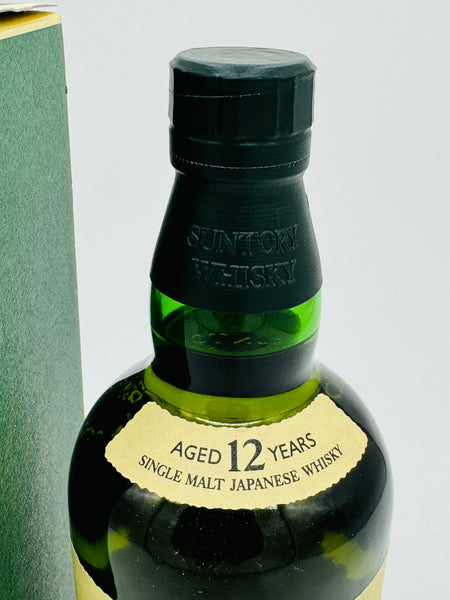 SUNTORY
WHISKY
AGED 12 YEARS
SINGLE MALT JAPANESE WHISKY